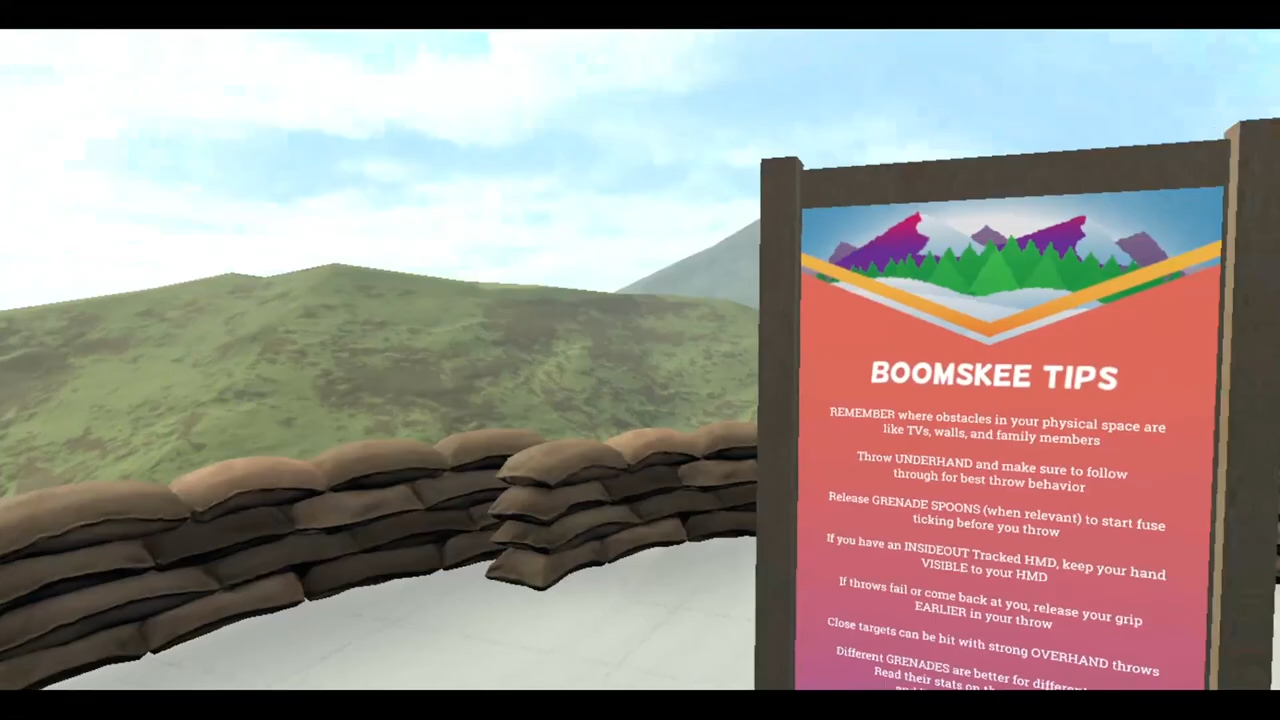 BOOMSKEE TIPS
REMEMBER where obstacles in your physical space are
like TVs, walls, and family members
Throw UNDERHAND and make sure to follow
through for best throw behavior
Release GRENADE SPOONS (when relevant) to start fuse
ticking before you throw
If you have an INSIDEOUT Tracked HMD, keep your hand
VISIBLE to your HMD
If throws fail or come back at you, release your grip
EARLIER in your throw
Close targets can be hit with strong OVERHAND throws
Different GRENADES are better for
Read their stats on